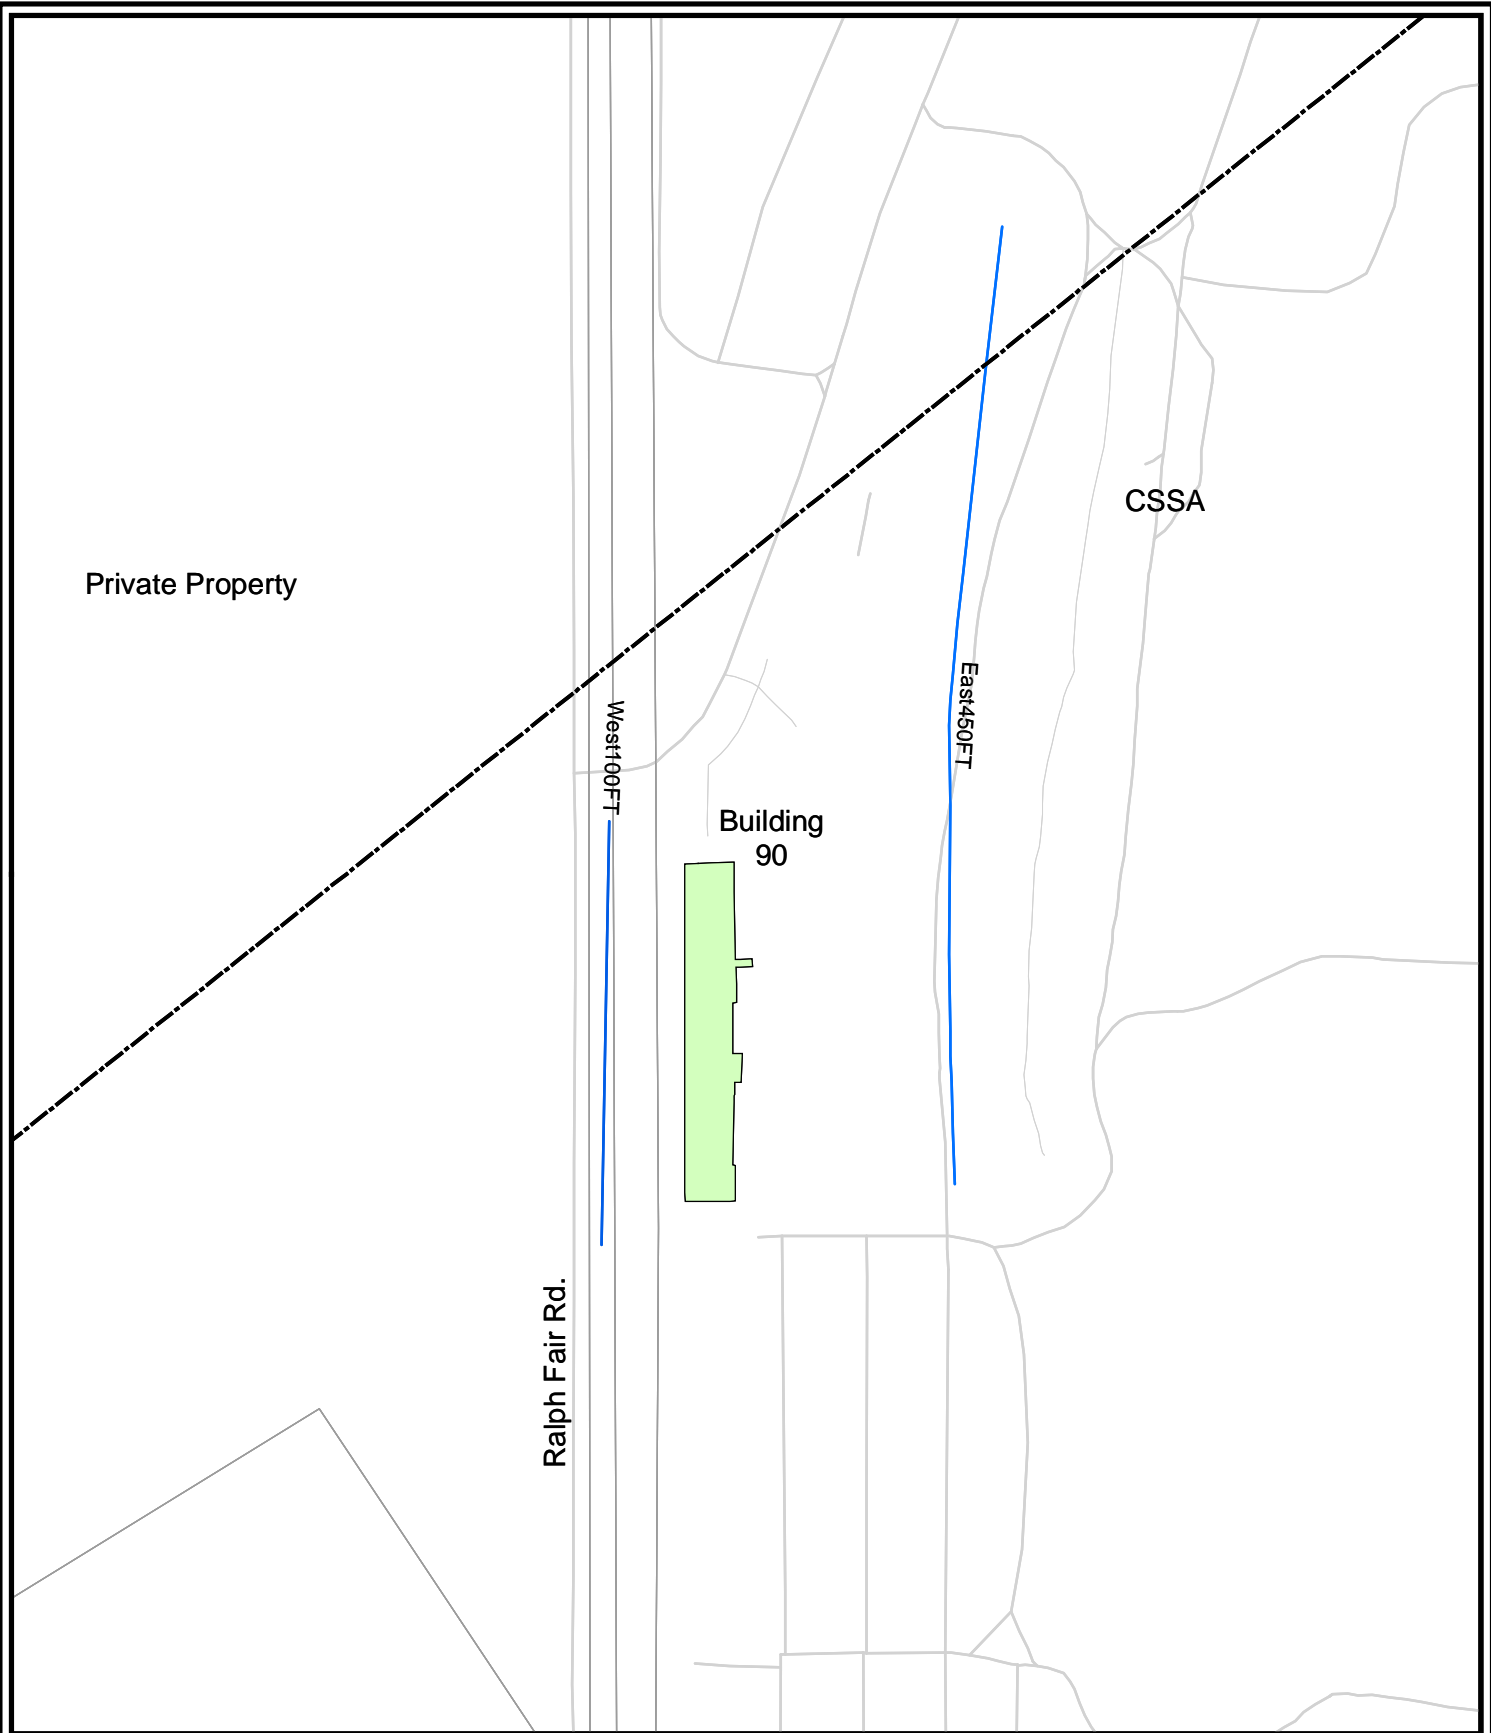 CSSA
Private Property
East450FT
West100FT
Building
90
Ralph Fair Rd.